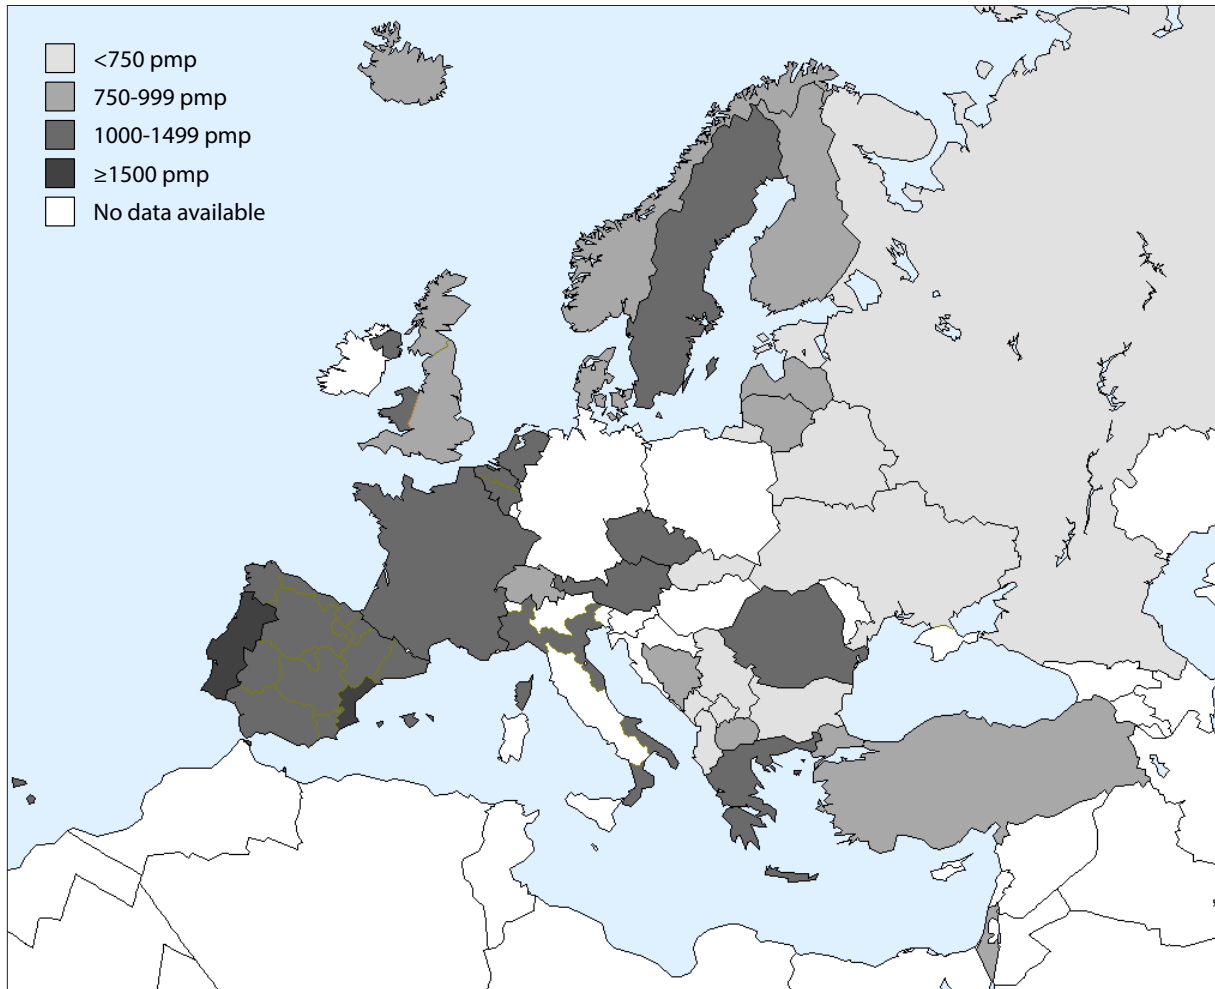 <750 pmp
750-999 pmp
1000-1499 pmp
≥1500 pmp
No data available